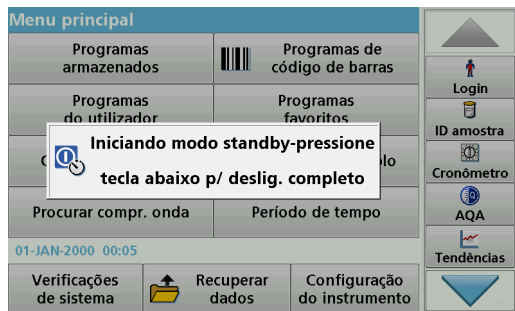 Menu principal
Programas
armazenados
Programas de
código de barras
Programas
do utilizador
Programas
favoritos
Iniciando modo standby-pressione
tecla abaixo p/ deslig. completo
Procurar compr. onda
Período de tempo
01-JAN-2000 00:05
Verificações
de sistema
Recuperar
dados
Configuração
do instrumento
Login
ID amostra
Cronômetro
AQA
Tendências